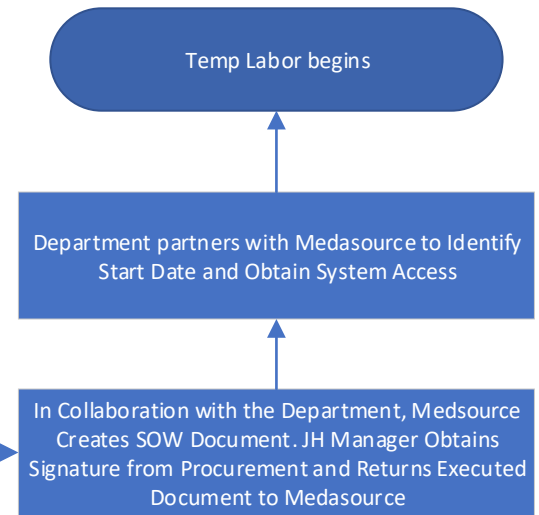 Temp Labor begins
Department partners with Medasource to Identify
Start Date and Obtain System Access
In Collaboration with the Department, Medsource
Creates SOW Document. JH Manager Obtains
Signature from Procurement and Returns Executed
Document to Medasource